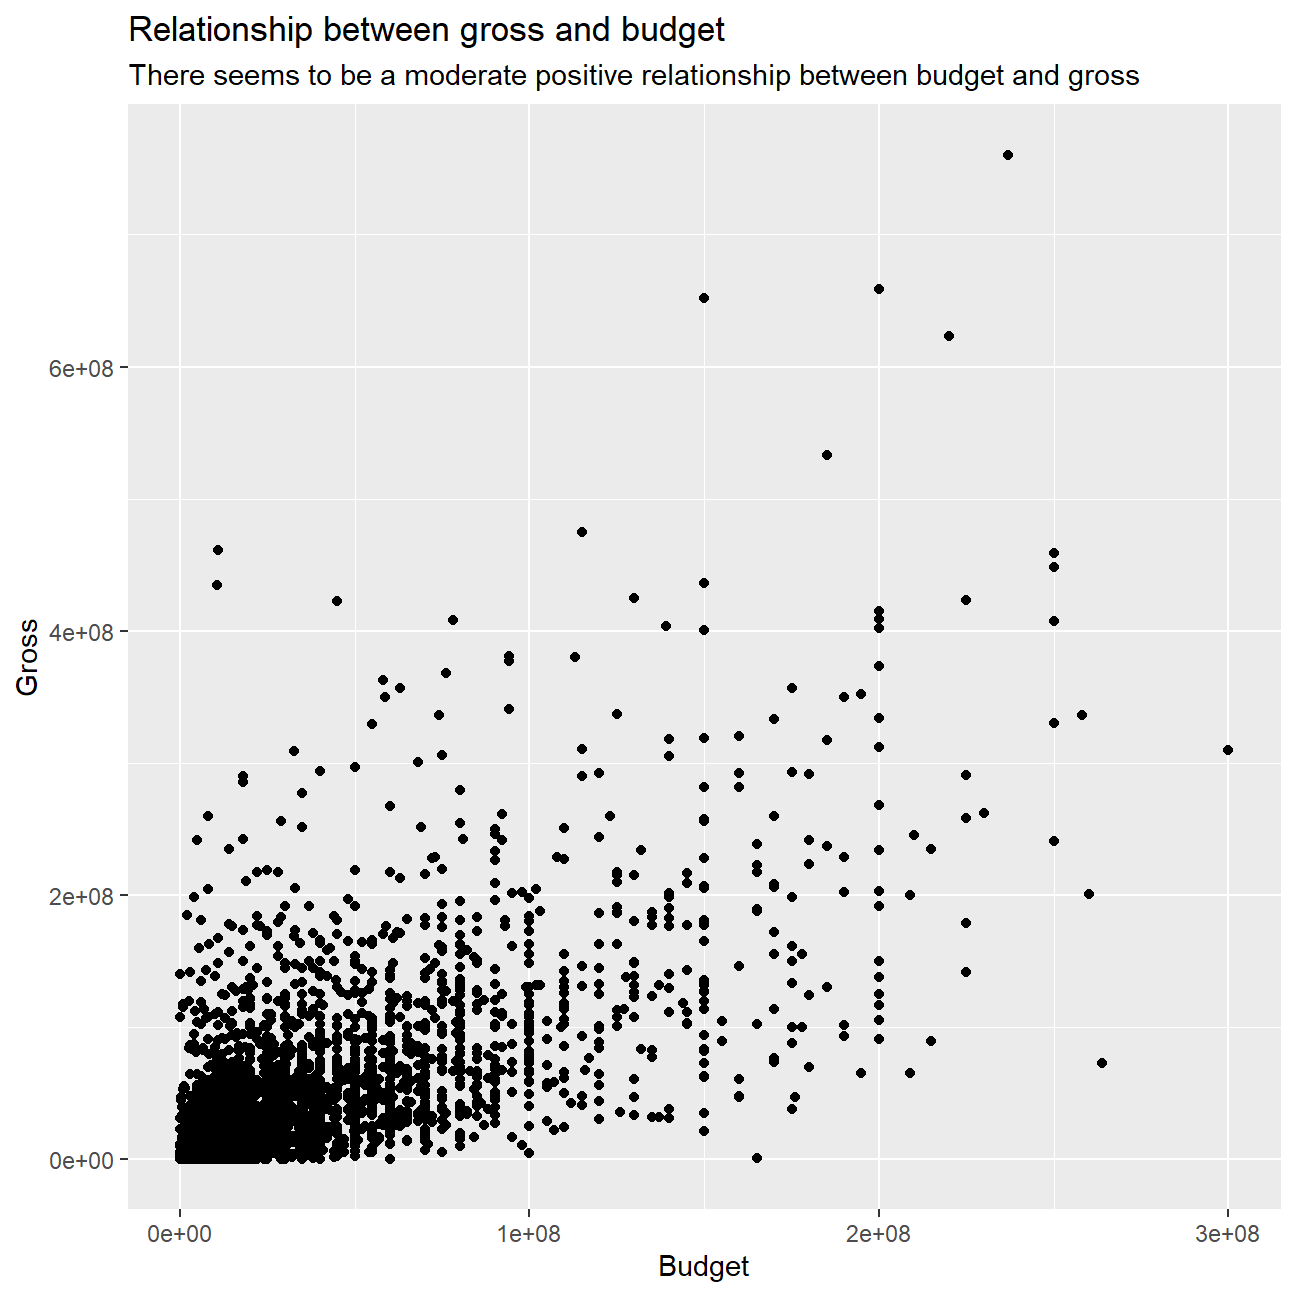 Relationship between gross and budget
There seems to be a moderate positive relationship between budget and gross
Gross
6e+08
4e+08
2e+08
0e+00
0e+00 1e+08 2e+08 3e+08
Budget